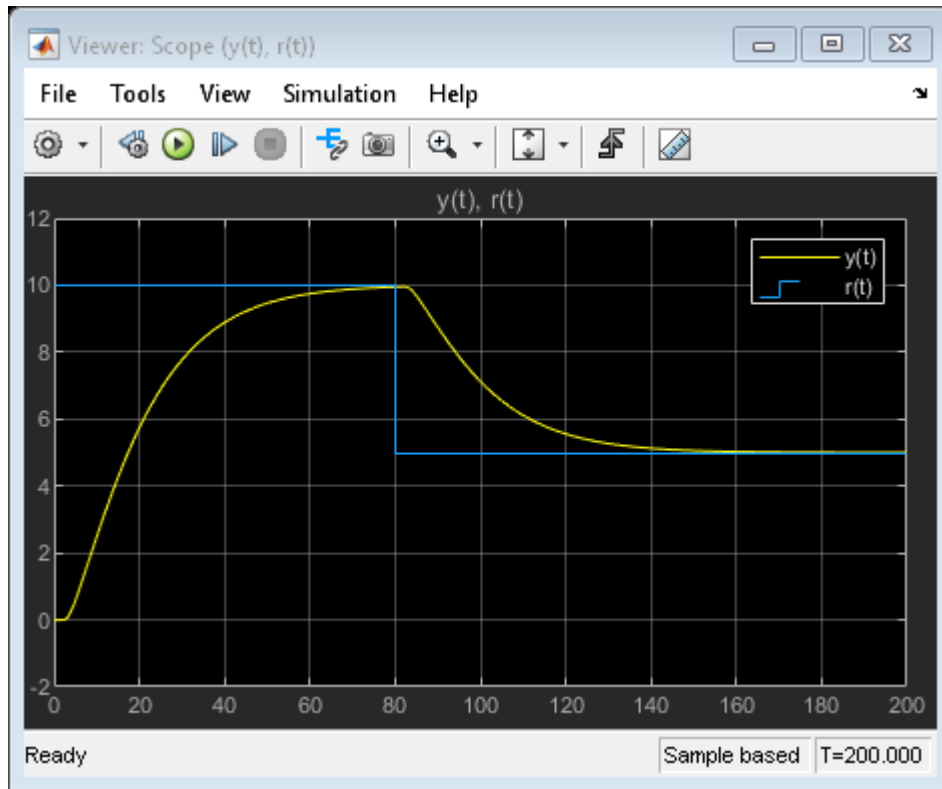 Viewer: Scope (y(t), r(t))
File Tools View Simulation Help
y(t), r(t)
12
10
8
6
4
2
0
-2
y(t)
r(t)
0 20 40 60 80 100 120 140 160 180 200
Ready Sample based T=200.000